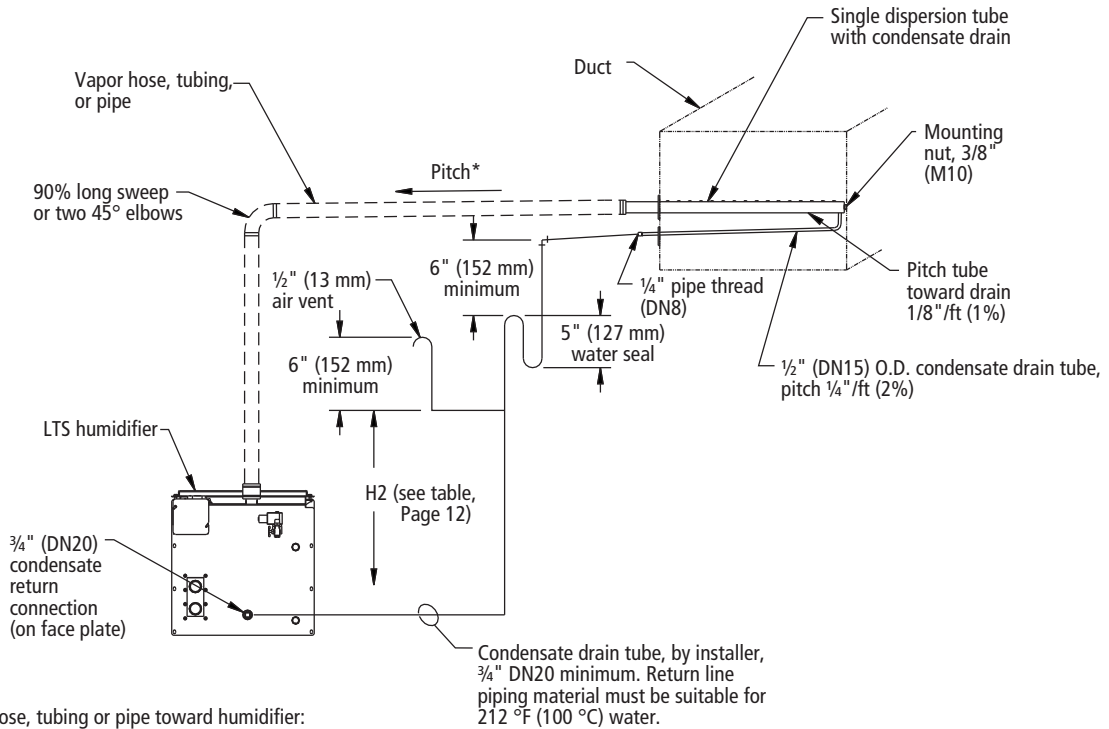 Single dispersion tube
with condensate drain
Duct
Vapor hose, tubing,
or pipe
Mounting
nut, 3/8"
(M10)
Pitch*
90% long sweep
or two 45° elbows
6" (152 mm)
minimum
½" (13 mm)
air vent
¼" pipe thread
(DN8)
Pitch tube
toward drain
1/8"/ft (1%)
5" (127 mm)
water seal
6" (152 mm)
minimum
½" (DN15) O.D. condensate drain tube,
pitch ¼"/ft (2%)
LTS humidifier
H2 (see table,
Page 12)
¾" (DN20)
condensate
return
connection
(on face plate)
Condensate drain tube, by installer,
¾" DN20 minimum. Return line
piping material must be suitable for
212 °F (100 °C) water.
ose, tubing or pipe toward humidifier: